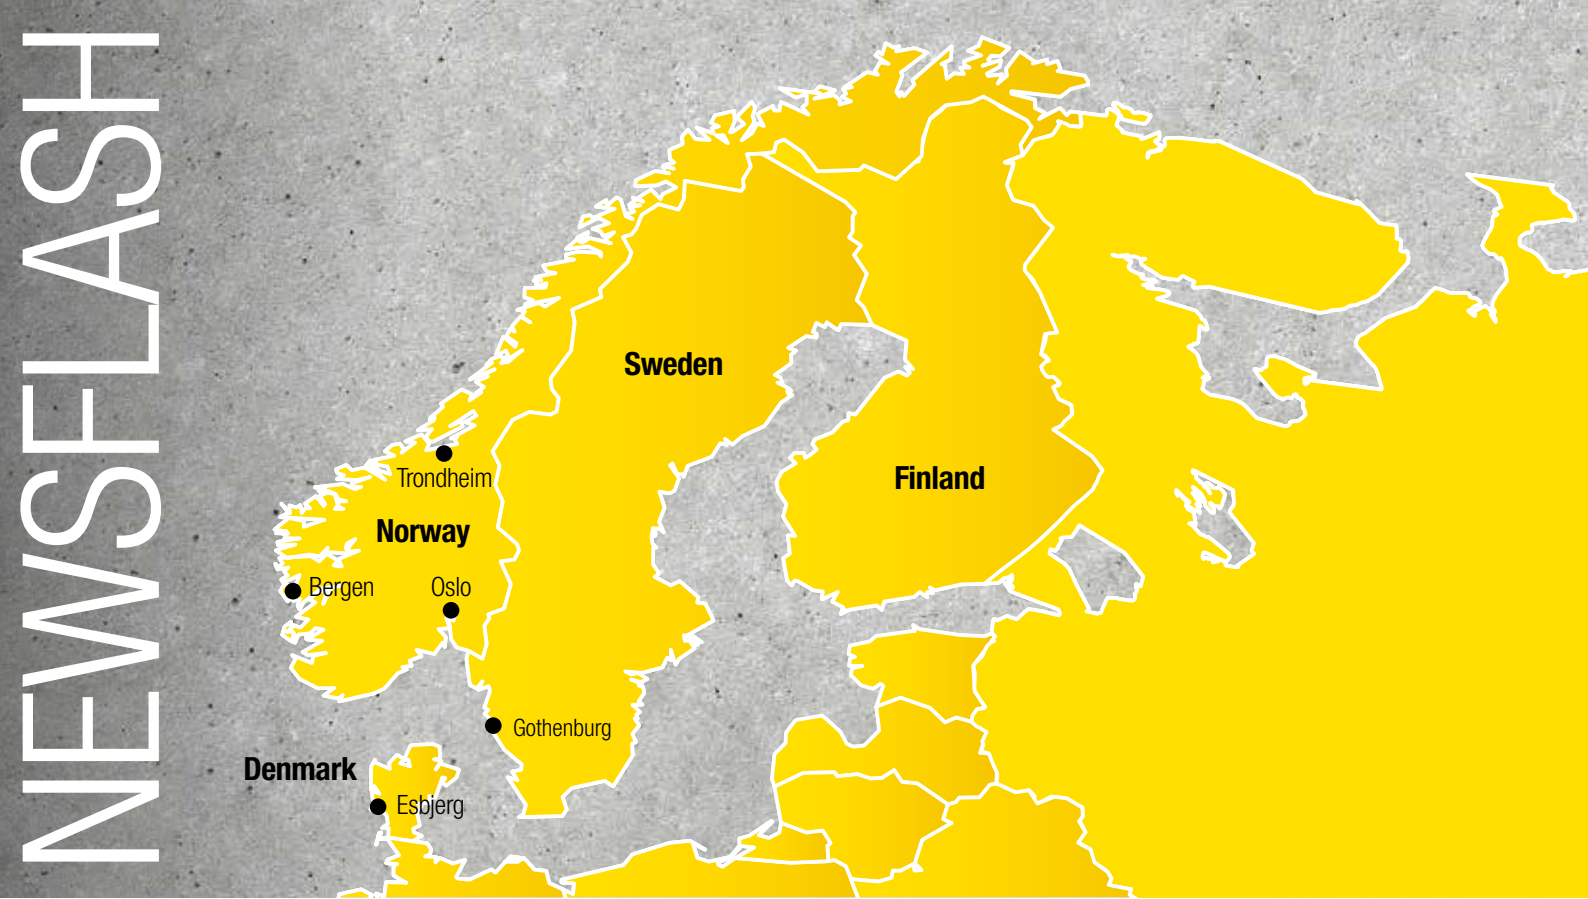 NEWSFLASH
Sweden
Finland
Trondheim
Norway
Bergen
Oslo
Gothenburg
Denmark
Esbjerg